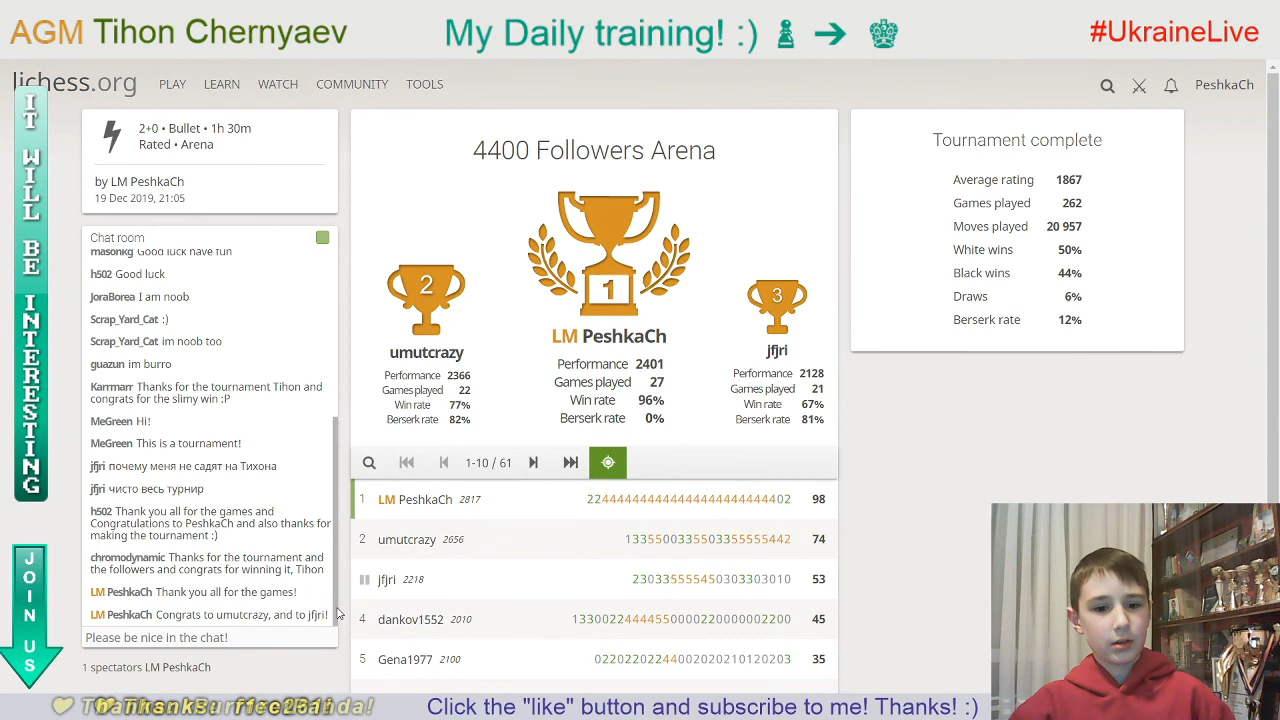 AGM Tihon Chernyaev
My Daily training! :)
#UkraineLive
lichess.org
PLAY
LEARN
WATCH
COMMUNITY
TOOLS
PeshkaCh
IT WILL BE INTERESTING
JOIN US
2+0 • Bullet • 1h 30m
Rated • Arena
by LM PeshkaCh
19 Dec 2019, 21:05
Chat room
masonkg Good luck have fun
h502 Good luck
JoraBorea I am noob
Scrap_Yard_Cat :)
Scrap_Yard_Cat im noob too
guazun im burro
Karrmarr Thanks for the tournament Tihon and
congrats for the slimy win :P
MeGreen Hi!
MeGreen This is a tournament!
jfjri почему меня не садят на Тихона
jfjri чисто весь турнир
h502 Thank you all for the games and
Congratulations to PeshkaCh and also thanks for
making the tournament :)
chromodynamic Thanks for the tournament and
the followers and congrats for winning it, Tihon
LM PeshkaCh Thank you all for the games!
LM PeshkaCh Congrats to umutcrazy, and to jfjri!
Please be nice in the chat!
1 spectators LM PeshkaCh
4400 Followers Arena
2
umutcrazy
Performance 2366
Games played 22
Win rate 77%
Berserk rate 82%
1
LM PeshkaCh
Performance 2401
Games played 27
Win rate 96%
Berserk rate 0%
3
jfjri
Performance 2128
Games played 21
Win rate 67%
Berserk rate 81%
1-10 / 61
1 LM PeshkaCh 2817 98
2 umutcrazy 2656 1335500335503355555442 74
jfjri 2218 230335555450303303010 53
4 dankov1552 2010 45
5 Gena1977 2100 35
Tournament complete
Average rating 1867
Games played 262
Moves played 20 957
White wins 50%
Black wins 44%
Draws 6%
Berserk rate 12%
Click the "like" button and subscribe to me! Thanks! :)